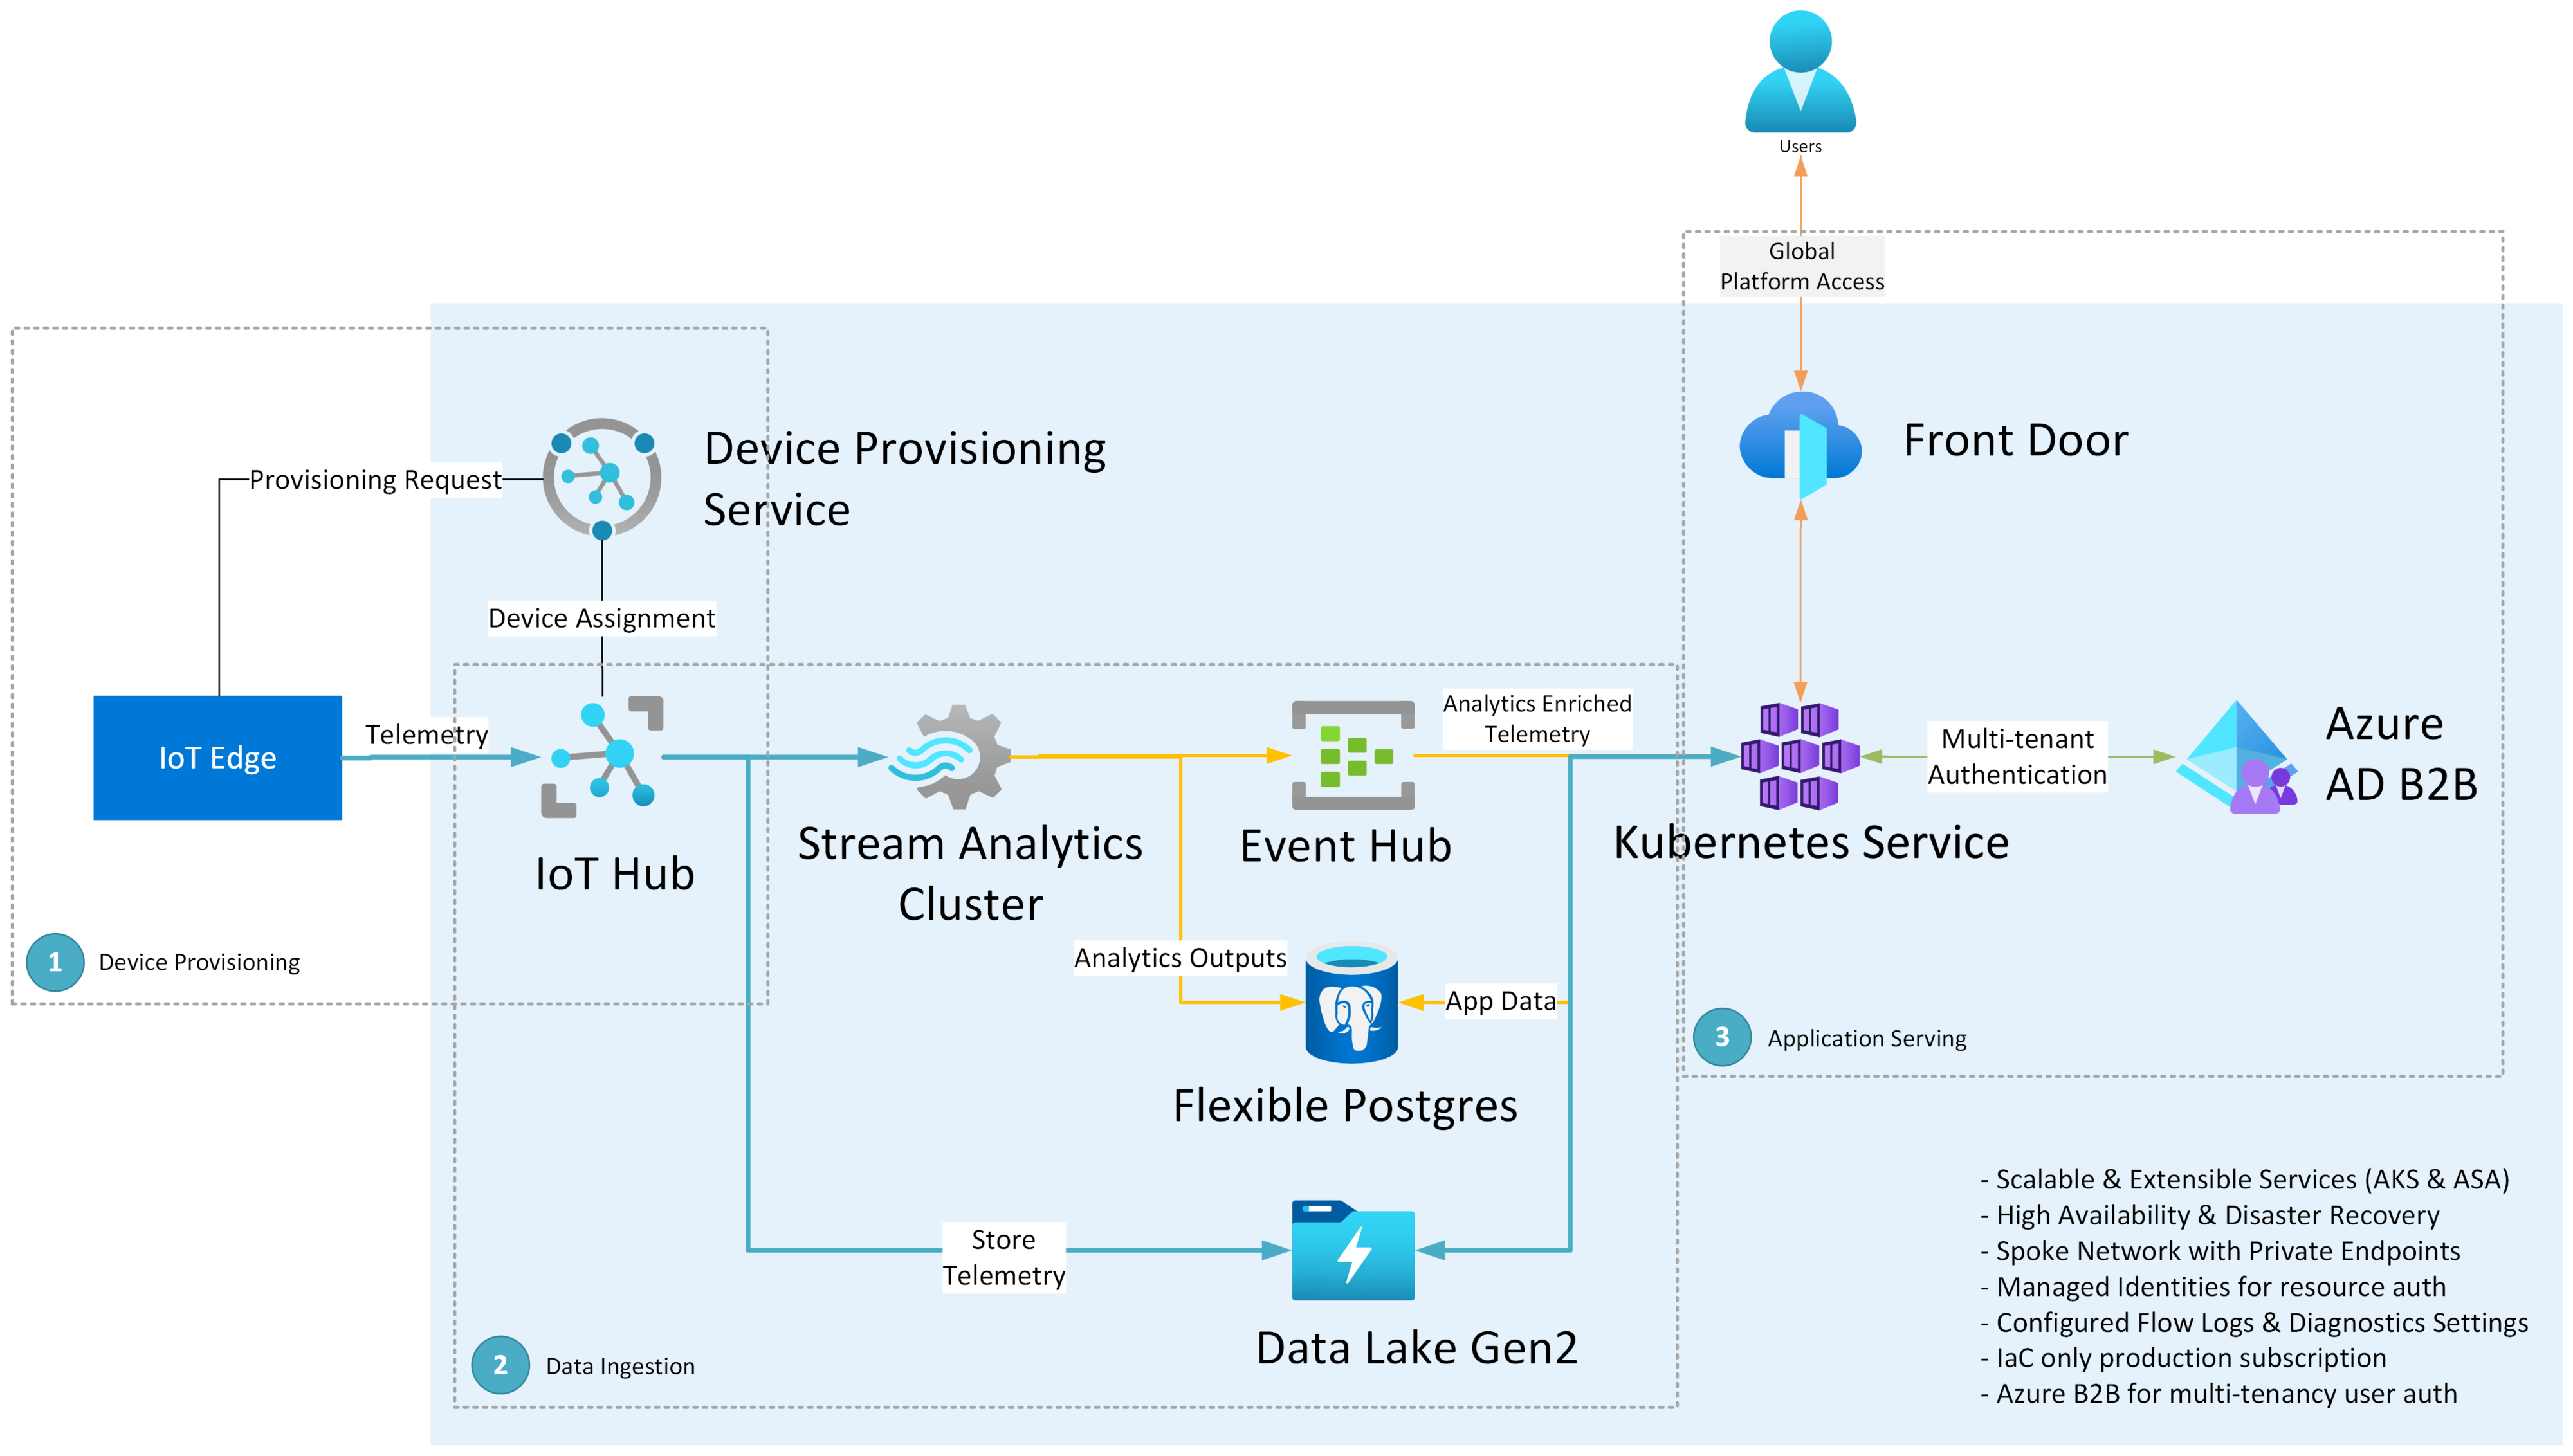 Users
Global
Platform Access
Front Door
Device Provisioning
Service
Provisioning Request
Device Assignment
Telemetry
IoT Edge
IoT Hub
Stream Analytics
Cluster
Event Hub
Analytics Enriched
Telemetry
Kubernetes Service
Multi-tenant
Authentication
Azure
AD B2B
1
Device Provisioning
Analytics Outputs
App Data
Flexible Postgres
3
Application Serving
Store
Telemetry
Data Lake Gen2
2
Data Ingestion
- Scalable & Extensible Services (AKS & ASA)
- High Availability & Disaster Recovery
- Spoke Network with Private Endpoints
- Managed Identities for resource auth
- Configured Flow Logs & Diagnostics Settings
- IaC only production subscription
- Azure B2B for multi-tenancy user auth